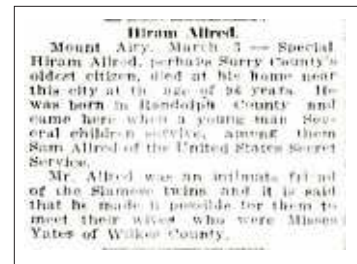 Hiram Allred.
Mount Airy, March 5 — Special
Hiram Allred, perhaps Surry County's
oldest citizen, died at his home near
this city at th age of years. He
was born in Randolph County and
came here when a young man Sev-
eral children survive, among them
Sam Allred of the United States Secret
Service.
Mr. Allred was an intimate fri nd
of the Siamese twins and it is said
that he made it possible for them to
meet their wives who were Misses
Yates of Wilkes County.